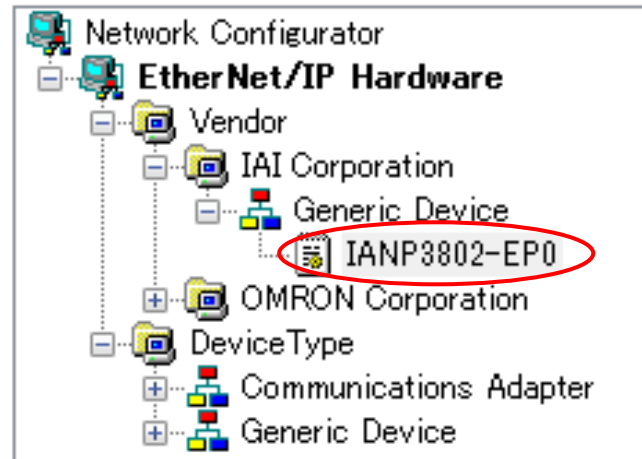 Network Configurator
EtherNet/IP Hardware
Vendor
IAI Corporation
Generic Device
IANP3802-EP0
OMRON Corporation
DeviceType
Communications Adapter
Generic Device